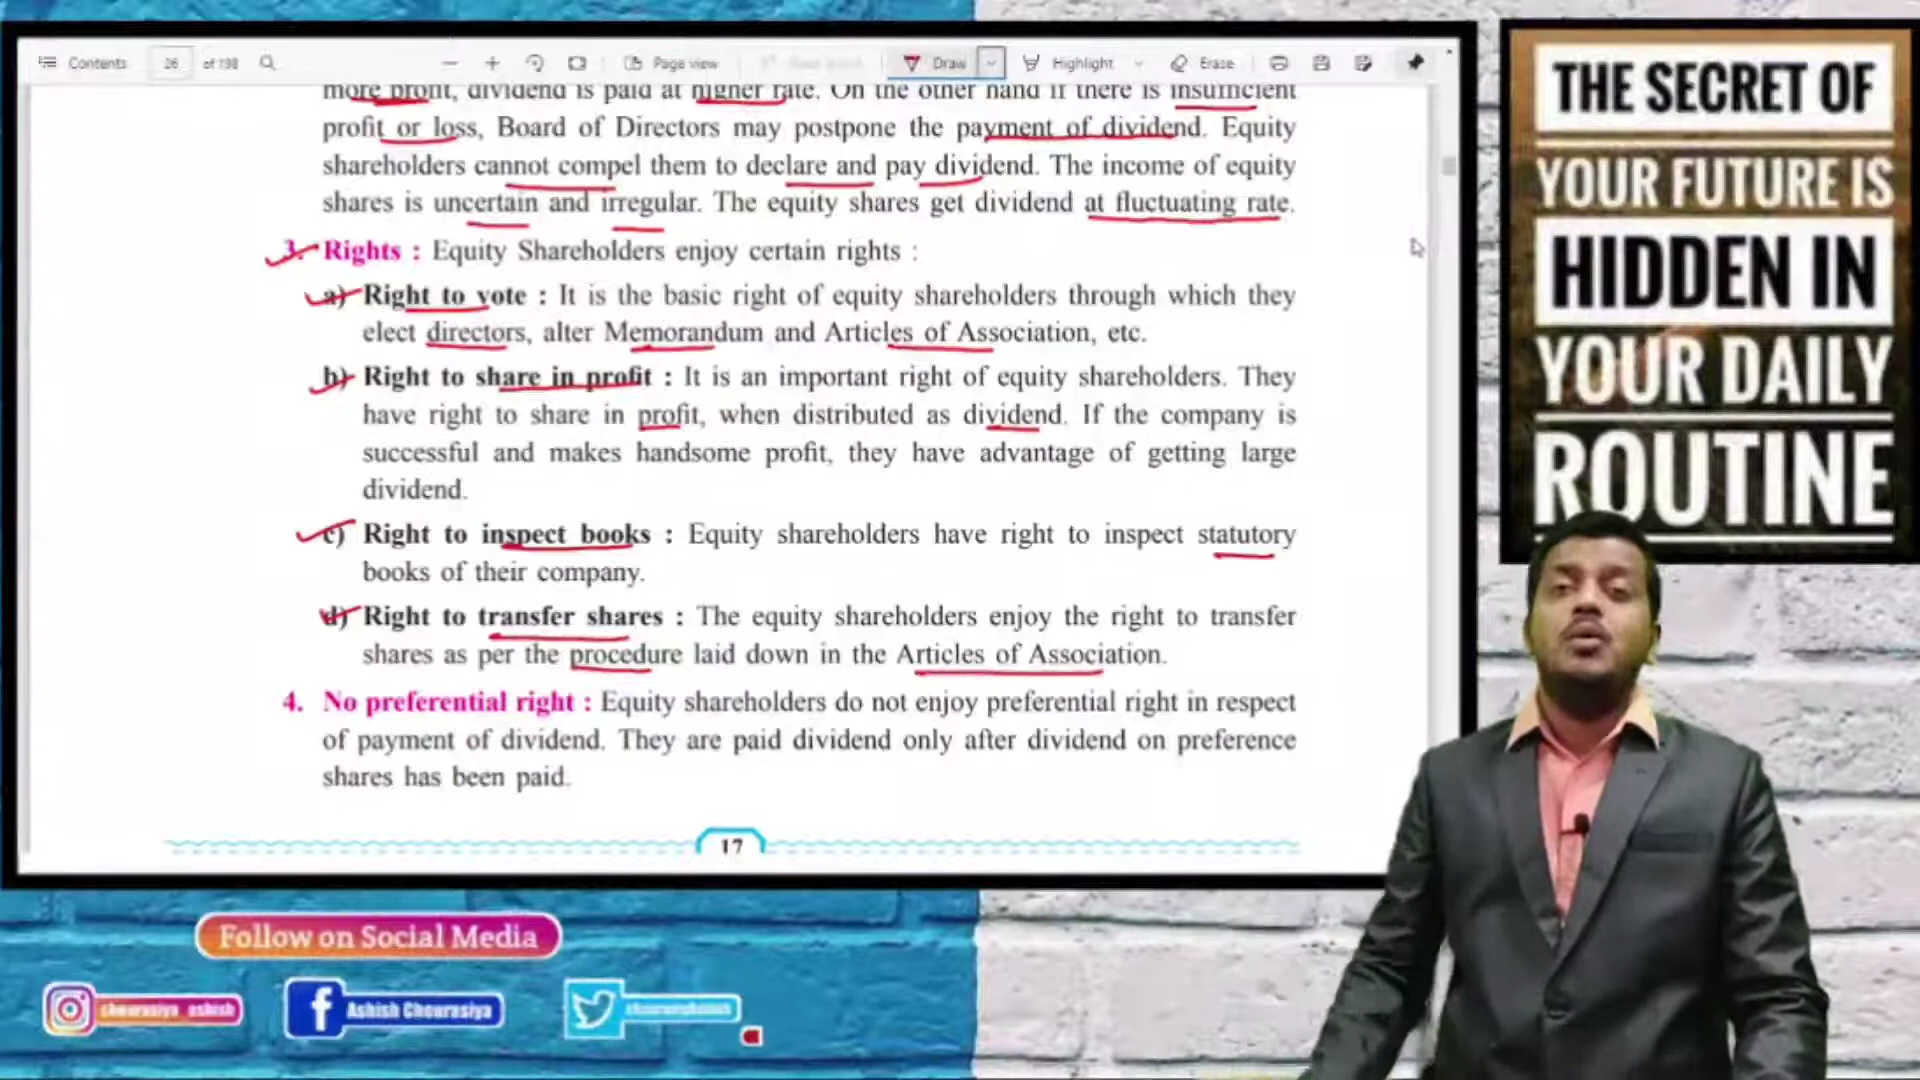 Contents 26 of 198 Page view Draw Highlight Erase
more profit, dividend is paid at higher rate. On the other hand if there is insufficient
profit or loss, Board of Directors may postpone the payment of dividend. Equity
shareholders cannot compel them to declare and pay dividend. The income of equity
shares is uncertain and irregular. The equity shares get dividend at fluctuating rate.
3. Rights : Equity Shareholders enjoy certain rights :
a) Right to vote : It is the basic right of equity shareholders through which they
elect directors, alter Memorandum and Articles of Association, etc.
b) Right to share in profit : It is an important right of equity shareholders. They
have right to share in profit, when distributed as dividend. If the company is
successful and makes handsome profit, they have advantage of getting large
dividend.
c) Right to inspect books : Equity shareholders have right to inspect statutory
books of their company.
d) Right to transfer shares : The equity shareholders enjoy the right to transfer
shares as per the procedure laid down in the Articles of Association.
4. No preferential right : Equity shareholders do not enjoy preferential right in respect
of payment of dividend. They are paid dividend only after dividend on preference
shares has been paid.
17
THE SECRET OF
YOUR FUTURE IS
HIDDEN IN
YOUR DAILY
ROUTINE
Follow on Social Media
chourasiya_ashish
Ashish Chourasiya